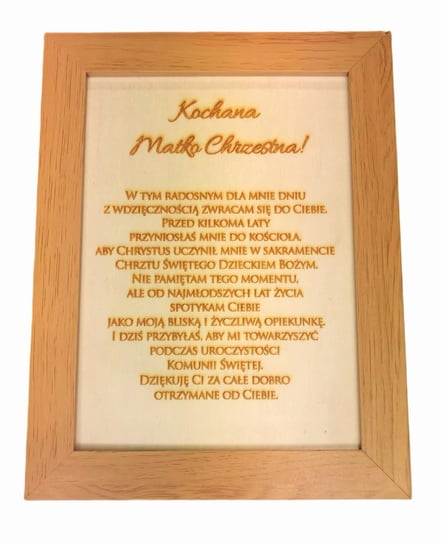 Kochana
Matko Chrzestna!
W TYM RADOSNYM DLA MNIE DNIU
Z WDZIĘCZNOŚCIĄ ZWRACAM SIĘ DO CIEBIE.
PRZED KILKOMA LATY
PRZYNIOSŁAŚ MNIE DO KOŚCIOŁA,
ABY CHRYSTUS UCZYNIŁ MNIE W SAKRAMENCIE
CHRZTU ŚWIĘTEGO DZIECKIEM BOŻYM.
NIE PAMIĘTAM TEGO MOMENTU,
ALE OD NAJMŁODSZYCH LAT ŻYCIA
SPOTYKAM CIEBIE
JAKO MOJĄ BLISKĄ I ŻYCZLIWĄ OPIEKUNKĘ.
I DZIŚ PRZYBYŁAŚ, ABY MI TOWARZYSZYĆ
PODCZAS UROCZYSTOŚCI
KOMUNII ŚWIĘTEJ.
DZIĘKUJĘ CI ZA CAŁE DOBRO
OTRZYMANE OD CIEBIE.